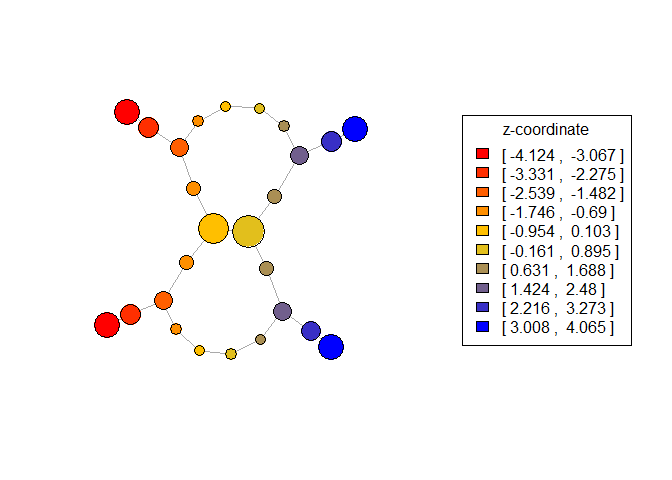 z-coordinate
[ -4.124 , -3.067 ]
[ -3.331 , -2.275 ]
[ -2.539 , -1.482 ]
[ -1.746 , -0.69 ]
[ -0.954 , 0.103 ]
[ -0.161 , 0.895 ]
[ 0.631 , 1.688 ]
[ 1.424 , 2.48 ]
[ 2.216 , 3.273 ]
[ 3.008 , 4.065 ]